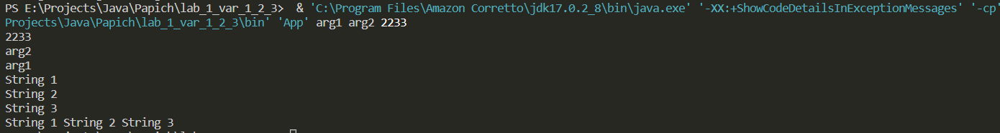 PS E:\Projects\Java\Papich\lab_1_var_1_2_3>  & 'C:\Program Files\Amazon Corretto\jdk17.0.2_8\bin\java.exe' '-XX:+ShowCodeDetailsInExceptionMessages' '-cp'
Projects\Java\Papich\lab_1_var_1_2_3\bin' 'App' arg1 arg2 2233
2233
arg2
arg1
String 1
String 2
String 3
String 1 String 2 String 3